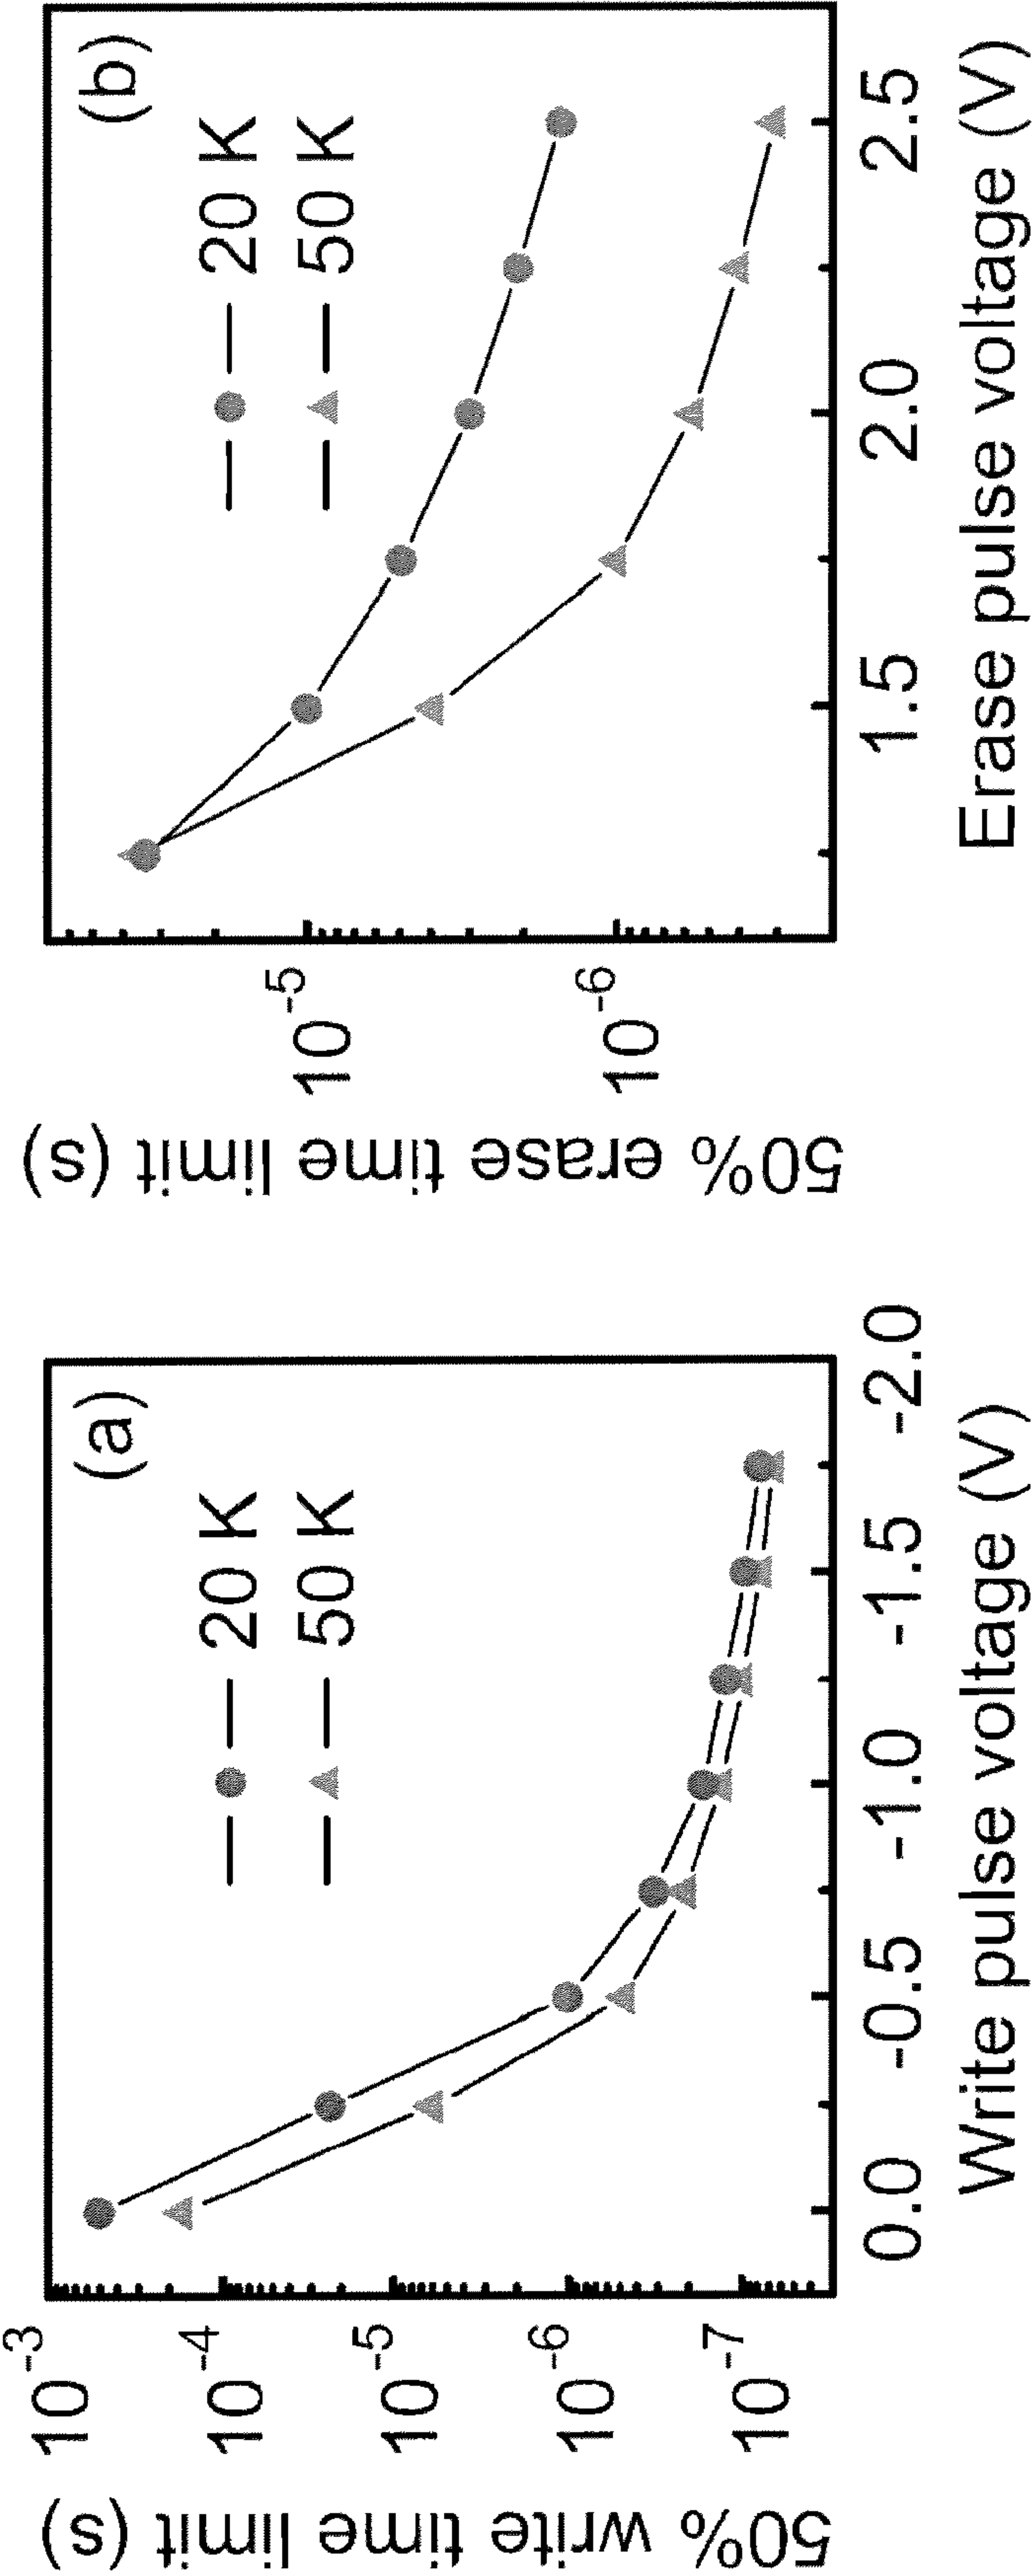 (a)
20 K
50 K
10-3
10-4
10-5
10-6
10-7
50% write time limit (s)
0.0 -0.5 -1.0 -1.5 -2.0
Write pulse voltage (V)
(b)
20 K
50 K
10-5
10-6
50% erase time limit (s)
1.5 2.0 2.5
Erase pulse voltage (V)